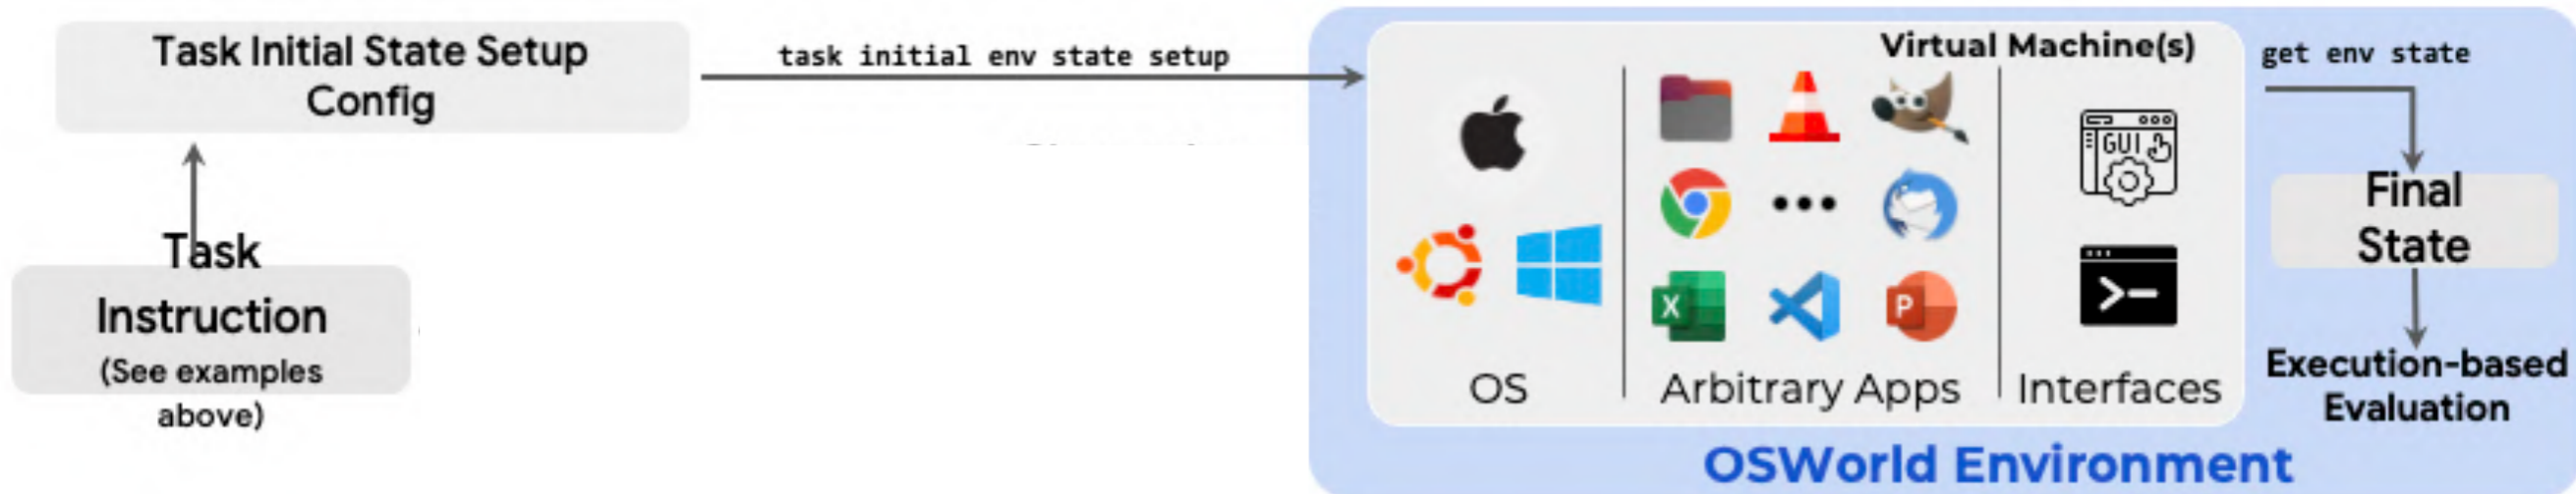 Task Initial State Setup
Config
task initial env state setup
Task
Instruction
(See examples
above)
Virtual Machine(s)
GUI
X
P
>-
OS
Arbitrary Apps
Interfaces
get env state
Final
State
Execution-based
Evaluation
OSWorld Environment